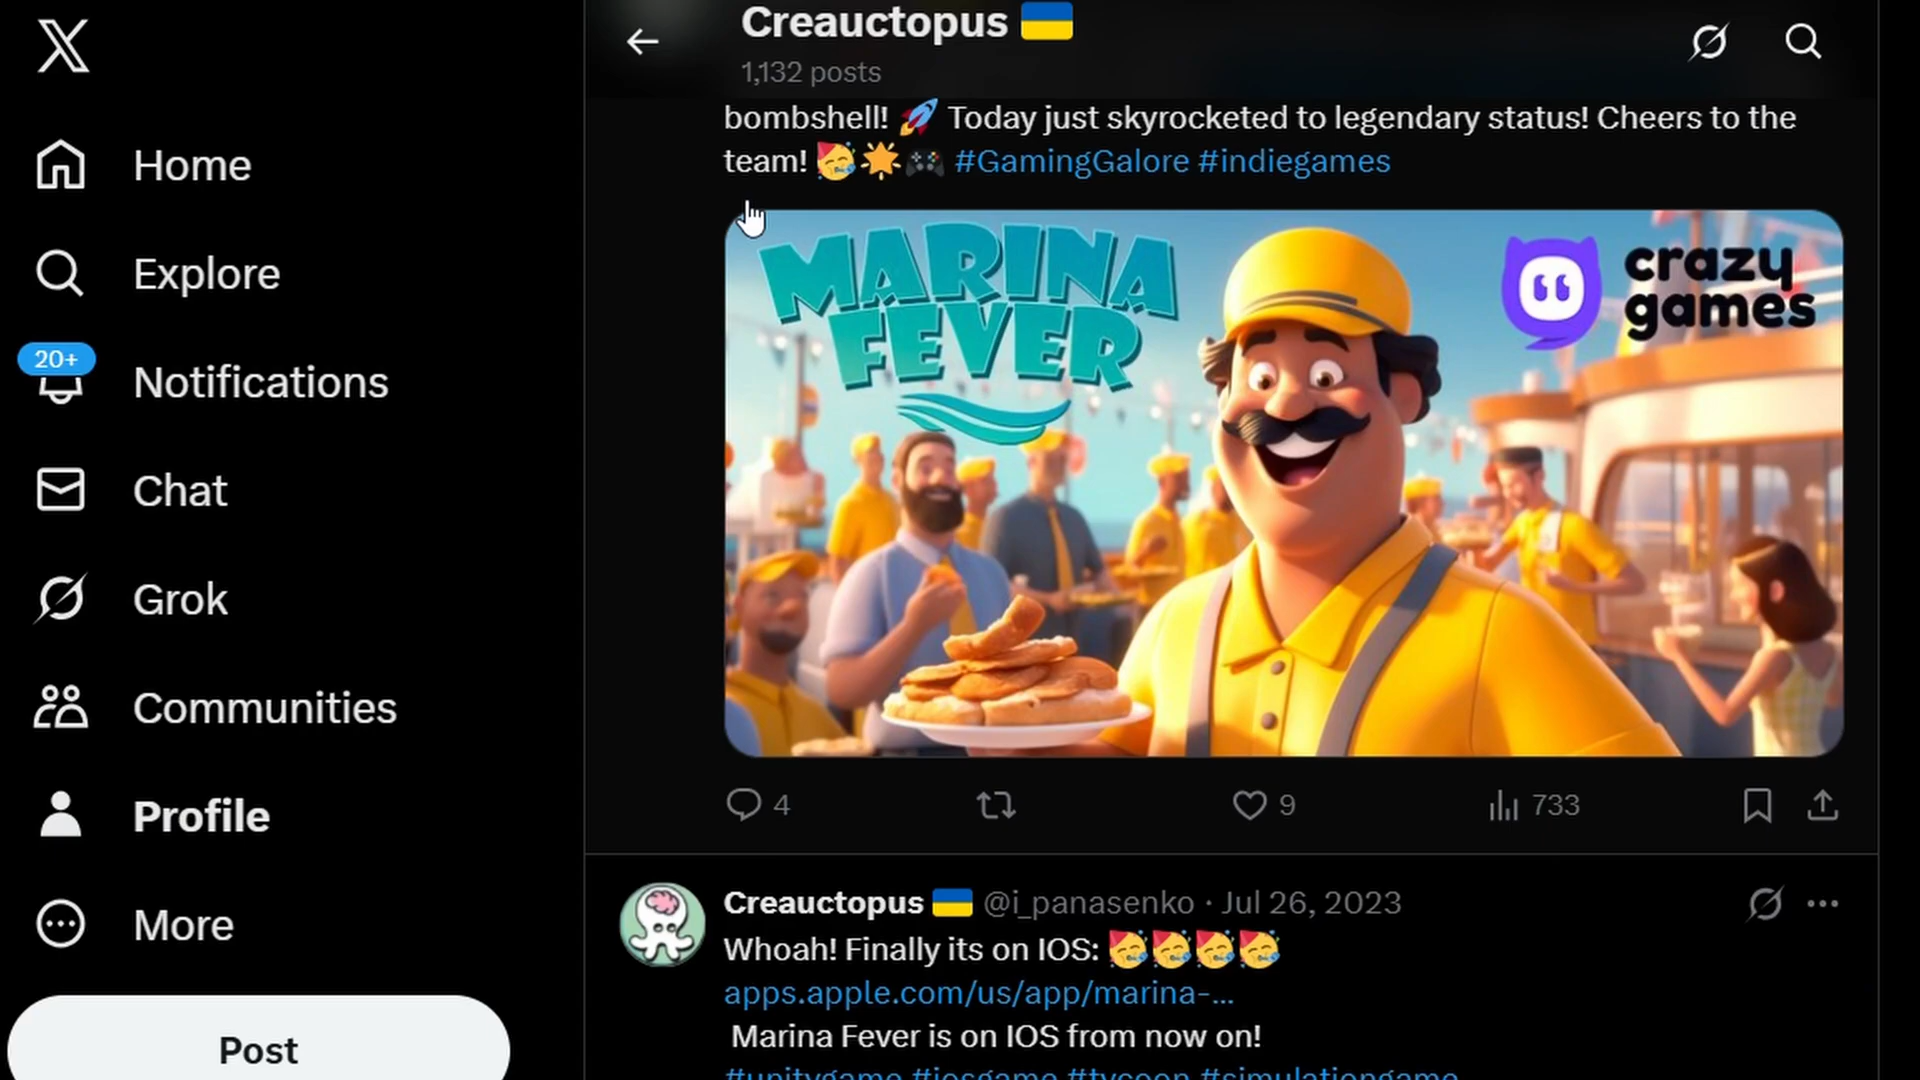 Creauctopus 🇺🇦
1,132 posts
Home
Explore
20+
Notifications
Chat
Grok
Communities
Profile
More
Post
bombshell! 🚀 Today just skyrocketed to legendary status! Cheers to the
team! 🥳🌟🎮 #GamingGalore #indiegames
MARINA
FEVER
crazy
games
4
9
733
Creauctopus 🇺🇦 @i_panasenko · Jul 26, 2023
Whoah! Finally its on IOS: 🥳🥳🥳🥳
apps.apple.com/us/app/marina-...
Marina Fever is on IOS from now on!
#unitygame #iosgame #tycoon #simulationgame